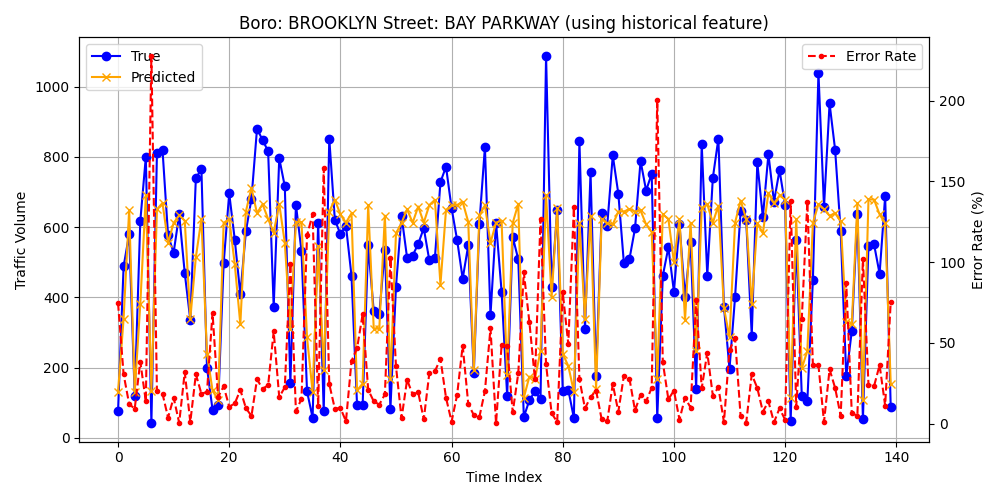 Boro: BROOKLYN Street: BAY PARKWAY (using historical feature)
True
Predicted
Error Rate
Traffic Volume
1000
800
600
400
200
0
Error Rate (%)
200
150
100
50
0
0 20 40 60 80 100 120 140
Time Index